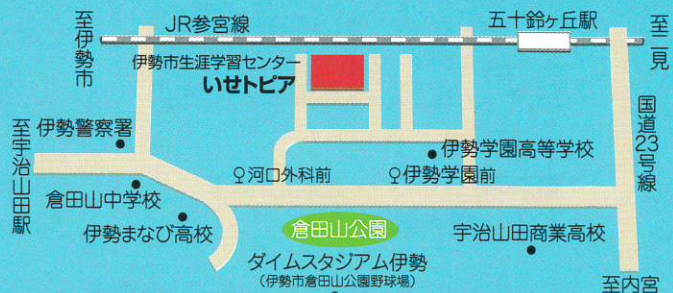 至伊勢市
JR参宮線
五十鈴ヶ丘駅
至二見
伊勢市生涯学習センター
いせトピア
国道23号線
伊勢警察署
至宇治山田駅
伊勢学園高等学校
河口外科前
伊勢学園前
倉田山中学校
伊勢まなび高校
倉田山公園
宇治山田商業高校
ダイムスタジアム伊勢
(伊勢市倉田山公園野球場)
至内宮